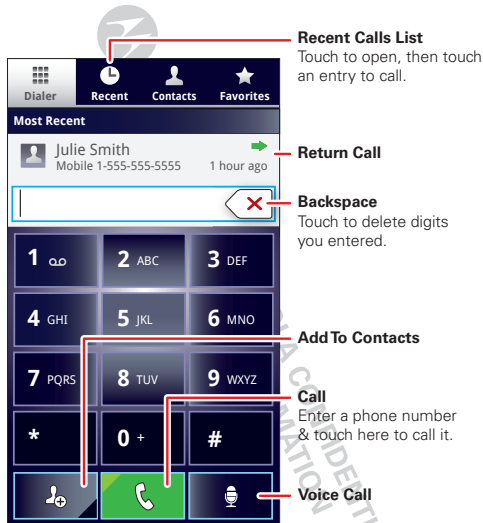 Recent Calls List
Touch to open, then touch
an entry to call.
Dialer Recent Contacts Favorites
Most Recent
Julie Smith
Mobile 1-555-555-5555 1 hour ago
Return Call
Backspace
Touch to delete digits
you entered.
1 2 ABC 3 DEF
4 GHI 5 JKL 6 MNO
Add To Contacts
7 PQRS 8 TUV 9 WXYZ
Call
Enter a phone number
& touch here to call it.
* 0 + #
Voice Call